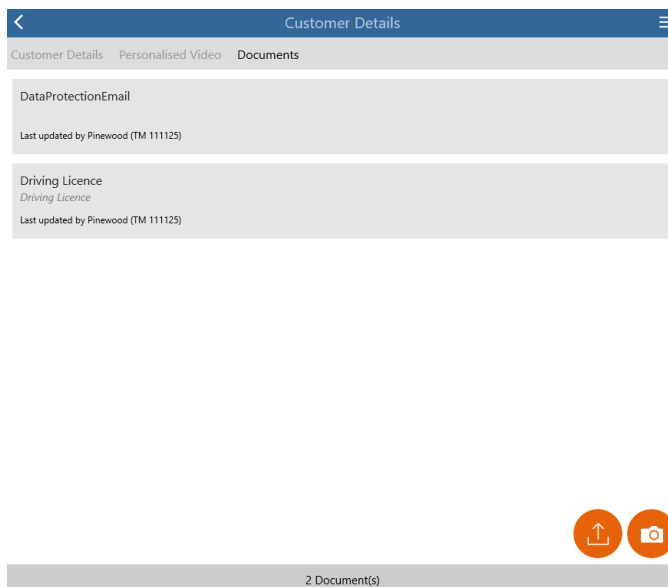 Customer Details
Customer Details Personalised Video Documents
DataProtectionEmail
Last updated by Pinewood (TM 111125)
Driving Licence
Driving Licence
Last updated by Pinewood (TM 111125)
2 Document(s)